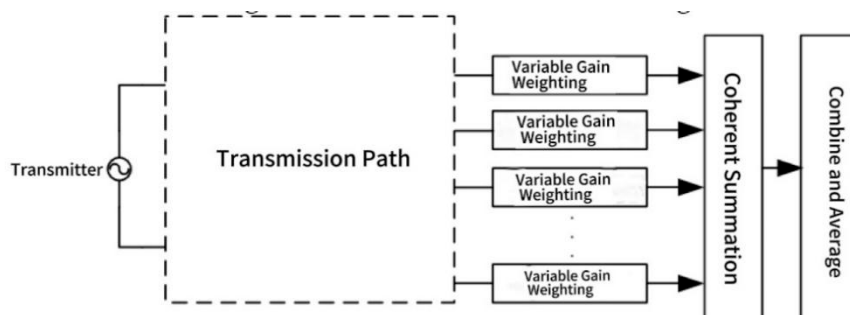 Variable Gain
Weighting
Variable Gain
Weighting
Transmitter
Transmission Path
Variable Gain
Weighting
Variable Gain
Weighting
Coherent Summation
Combine and Average